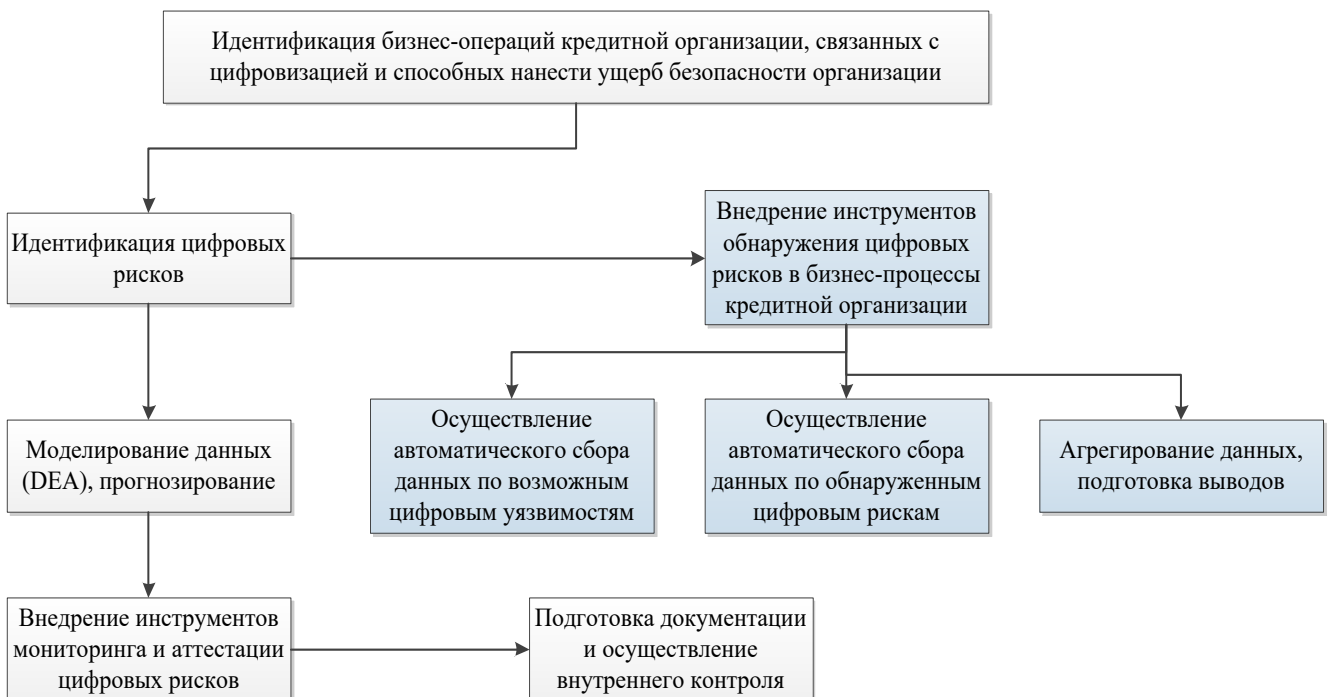 Идентификация бизнес-операций кредитной организации, связанных с
цифровизацией и способных нанести ущерб безопасности организации
Идентификация цифровых
рисков
Внедрение инструментов
обнаружения цифровых
рисков в бизнес-процессы
кредитной организации
Моделирование данных
(DEA), прогнозирование
Осуществление
автоматического сбора
данных по возможным
цифровым уязвимостям
Осуществление
автоматического сбора
данных по обнаруженным
цифровым рискам
Агрегирование данных,
подготовка выводов
Внедрение инструментов
мониторинга и аттестации
цифровых рисков
Подготовка документации
и осуществление
внутреннего контроля